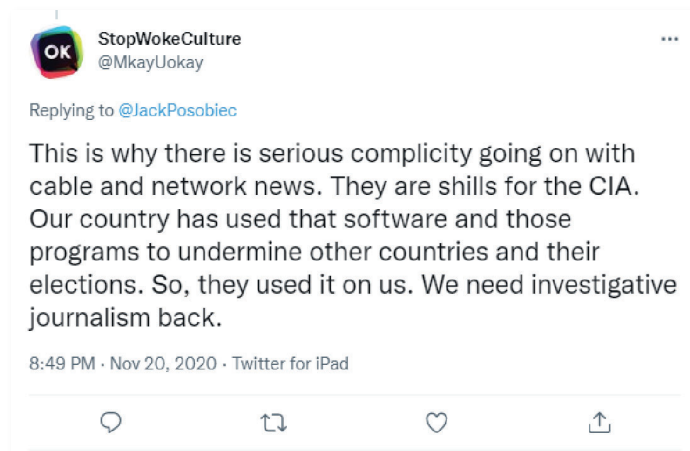 OK
StopWokeCulture
@MkayUokay
Replying to @JackPosobiec
This is why there is serious complicity going on with
cable and network news. They are shills for the CIA.
Our country has used that software and those
programs to undermine other countries and their
elections. So, they used it on us. We need investigative
journalism back.
8:49 PM · Nov 20, 2020 · Twitter for iPad